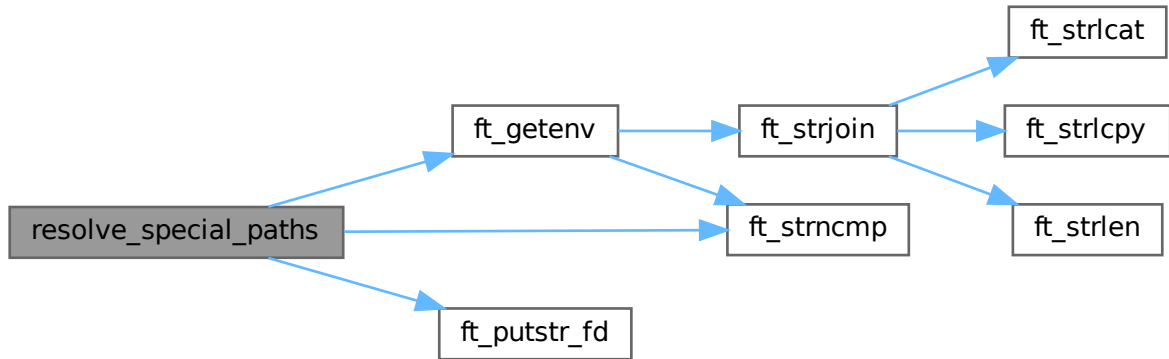 resolve_special_paths
ft_getenv
ft_strncmp
ft_putstr_fd
ft_strjoin
ft_strlcat
ft_strlcpy
ft_strlen